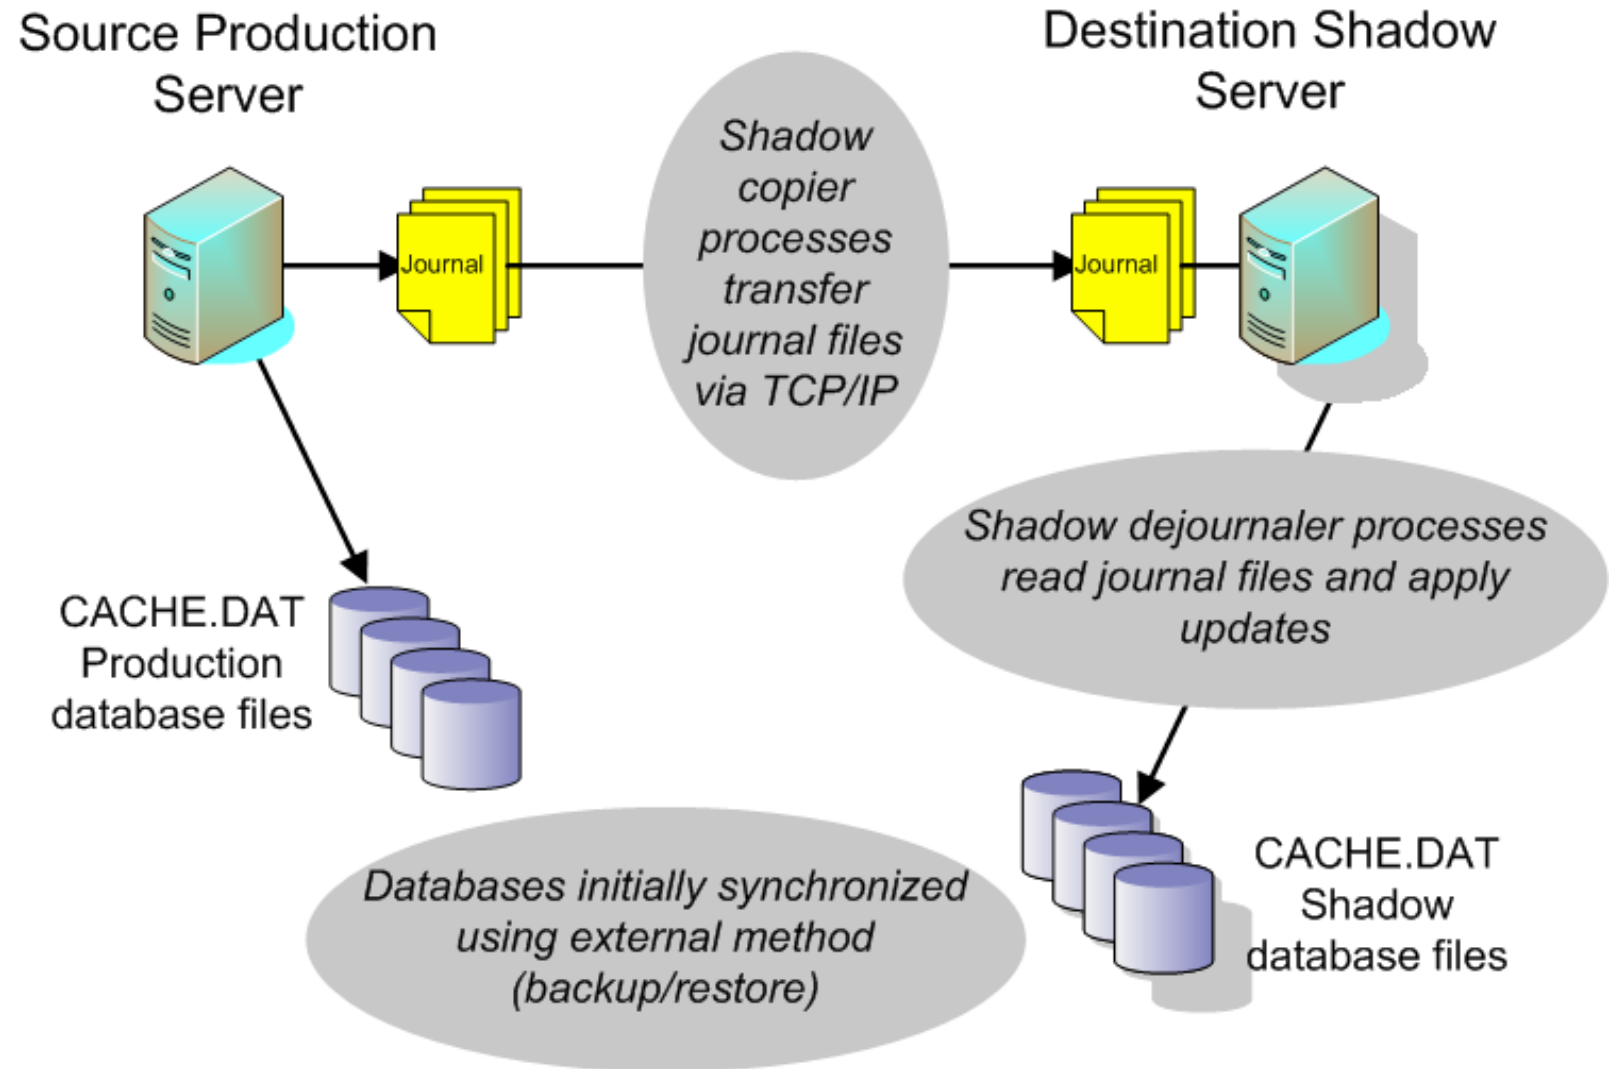 Source Production
Server
Destination Shadow
Server
Shadow
copier
processes
transfer
journal files
via TCP/IP
Journal
Journal
Shadow dejournaler processes
read journal files and apply
updates
CACHE.DAT
Production
database files
Databases initially synchronized
using external method
(backup/restore)
CACHE.DAT
Shadow
database files